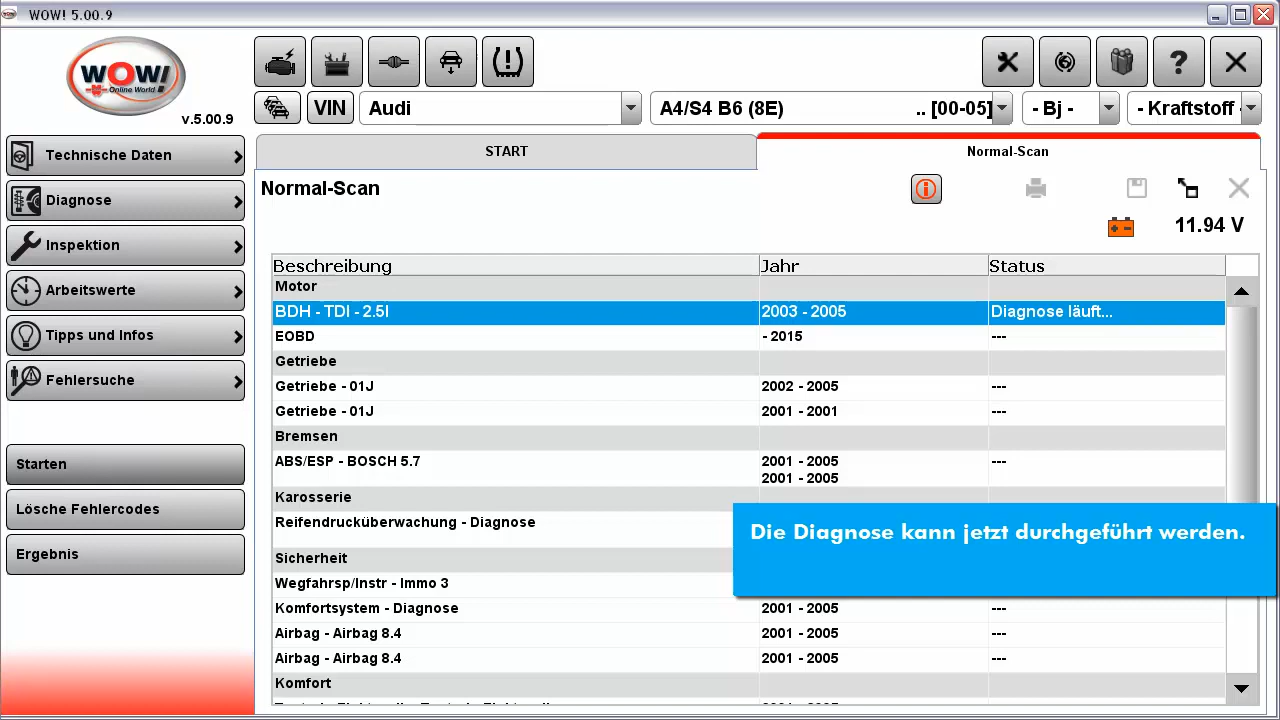 WOW! 5.00.9
WOW!
Online World
v.5.00.9
VIN
Audi
A4/S4 B6 (8E) .. [00-05]
- Bj -
- Kraftstoff
Technische Daten
Diagnose
Inspektion
Arbeitswerte
Tipps und Infos
Fehlersuche
Starten
Lösche Fehlercodes
Ergebnis
START
Normal-Scan
Normal-Scan
11.94 V
Beschreibung Jahr Status
Motor
BDH - TDI - 2.5l 2003 - 2005 Diagnose läuft...
EOBD - 2015 ---
Getriebe
Getriebe - 01J 2002 - 2005 ---
Getriebe - 01J 2001 - 2001 ---
Bremsen
ABS/ESP - BOSCH 5.7 2001 - 2005 ---
2001 - 2005
Karosserie
Reifendrucküberwachung - Diagnose
Sicherheit
Wegfahrsp/Instr - Immo 3
Komfortsystem - Diagnose 2001 - 2005 ---
Airbag - Airbag 8.4 2001 - 2005 ---
Airbag - Airbag 8.4 2001 - 2005 ---
Komfort
Die Diagnose kann jetzt durchgeführt werden.